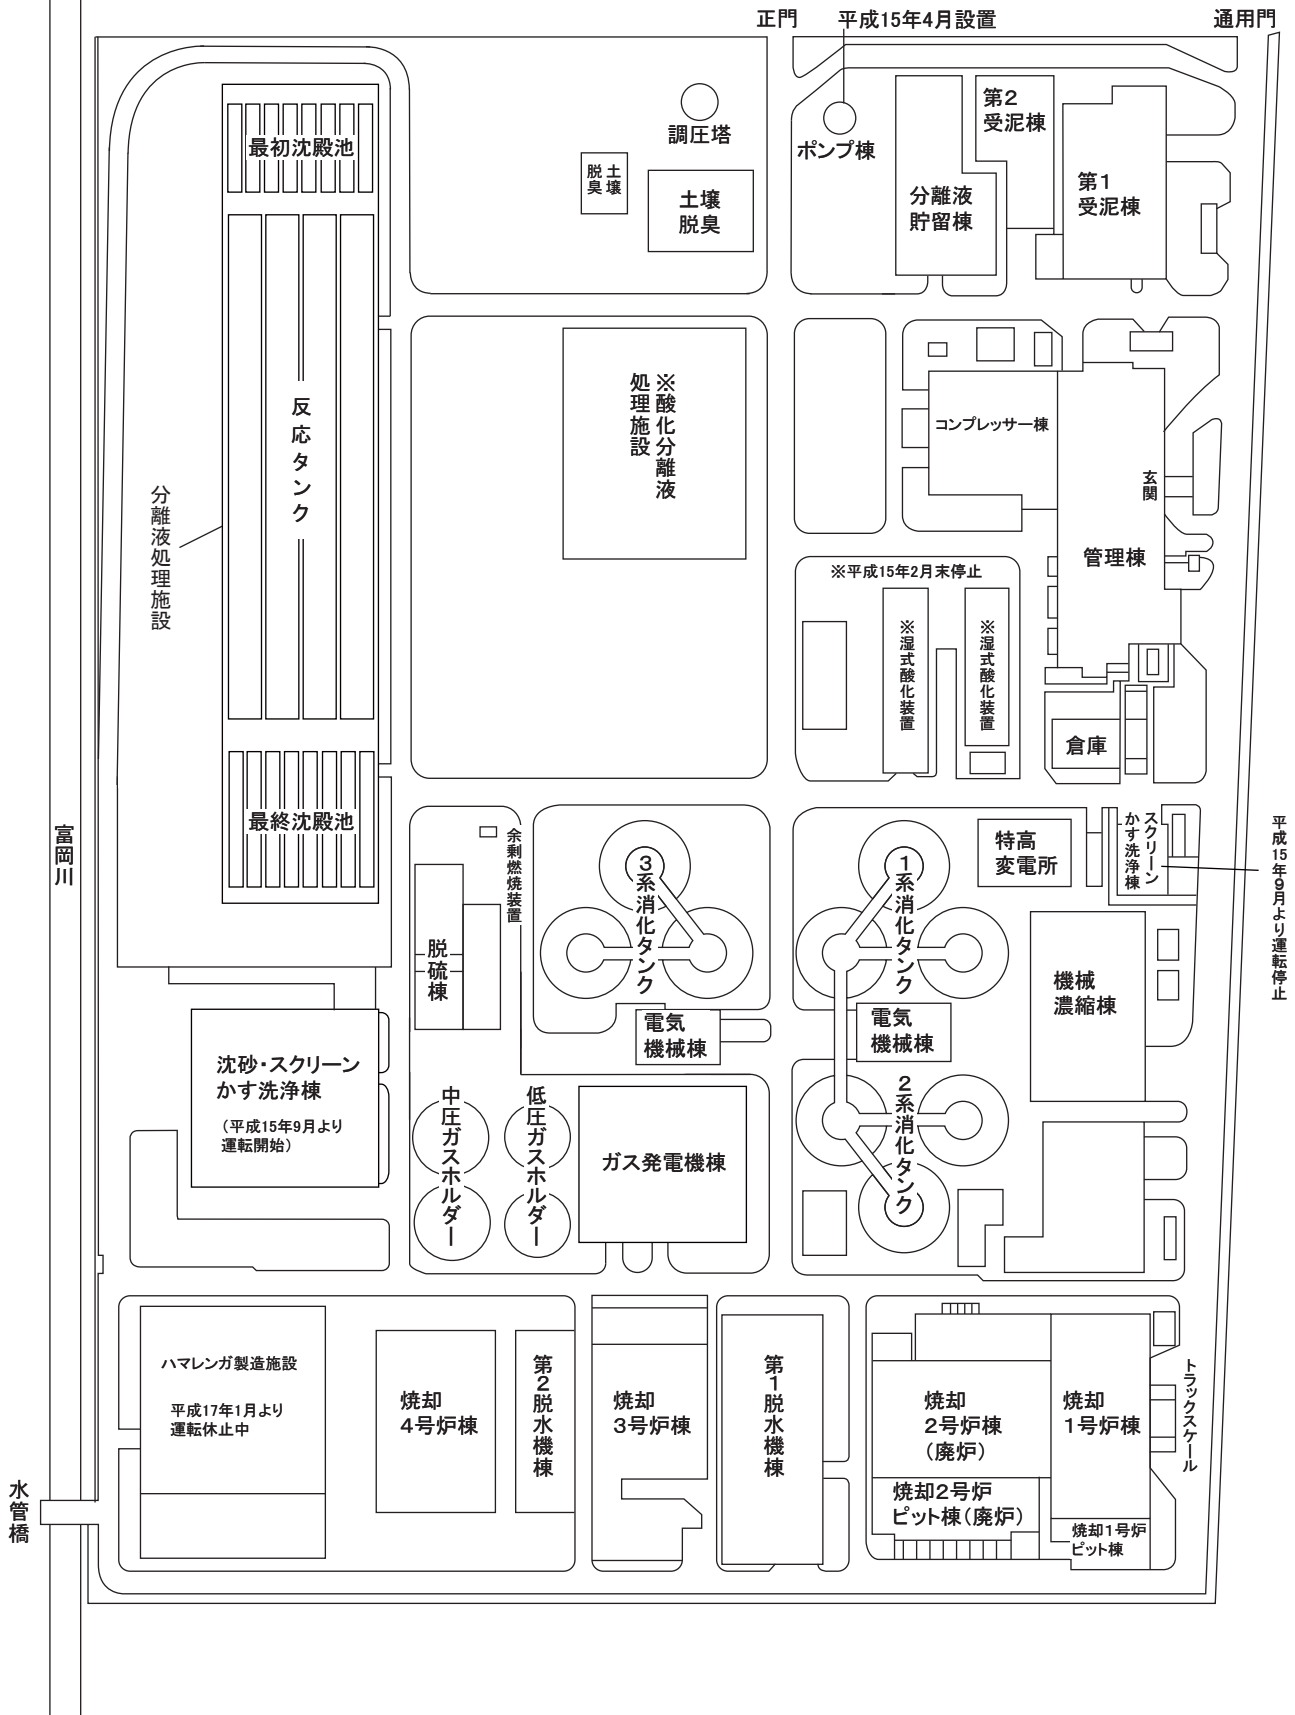 正門
平成15年4月設置
通用門
調圧塔
ポンプ棟
土壌
脱臭
土壌
脱臭
第2
受泥棟
分離液
貯留棟
第1
受泥棟
最初沈殿池
反応タンク
分離液処理施設
最終沈殿池
※酸化分離液
処理施設
コンプレッサー棟
玄関
管理棟
※平成15年2月末停止
※湿式酸化装置
※湿式酸化装置
倉庫
富岡川
余剰燃焼装置
脱硫棟
3系消化タンク
1系消化タンク
特高
変電所
スクリーン
かす洗浄棟
平成15年9月より運転停止
機械
濃縮棟
電気
機械棟
電気
機械棟
沈砂・スクリーン
かす洗浄棟
（平成15年9月より
運転開始）
中圧ガスホルダー
低圧ガスホルダー
ガス発電機棟
2系消化タンク
ハマレンガ製造施設
平成17年1月より
運転休止中
焼却
4号炉棟
第2脱水機棟
焼却
3号炉棟
第1脱水機棟
焼却
2号炉棟
（廃炉）
焼却2号炉
ピット棟（廃炉）
焼却
1号炉棟
焼却1号炉
ピット棟
トラックスケール
水管橋